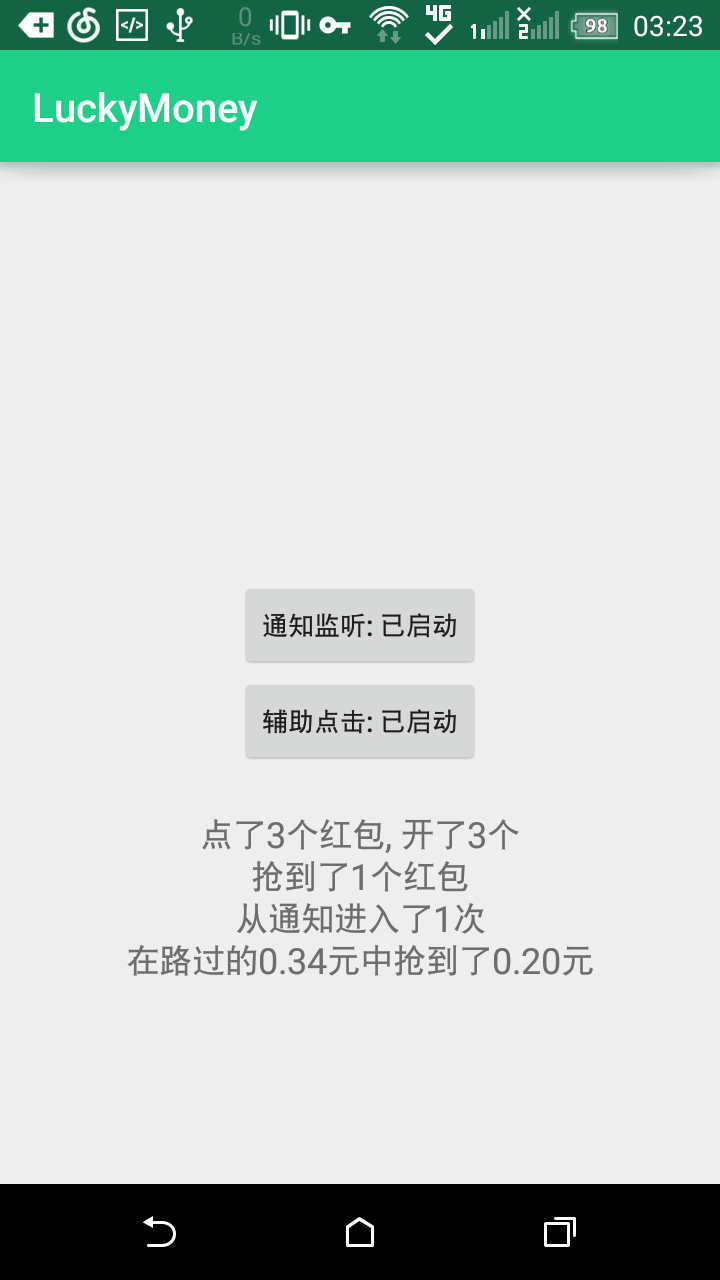 0
B/s
4G
1
2
98
03:23
LuckyMoney
通知监听: 已启动
辅助点击: 已启动
点了3个红包, 开了3个
抢到了1个红包
从通知进入了1次
在路过的0.34元中抢到了0.20元